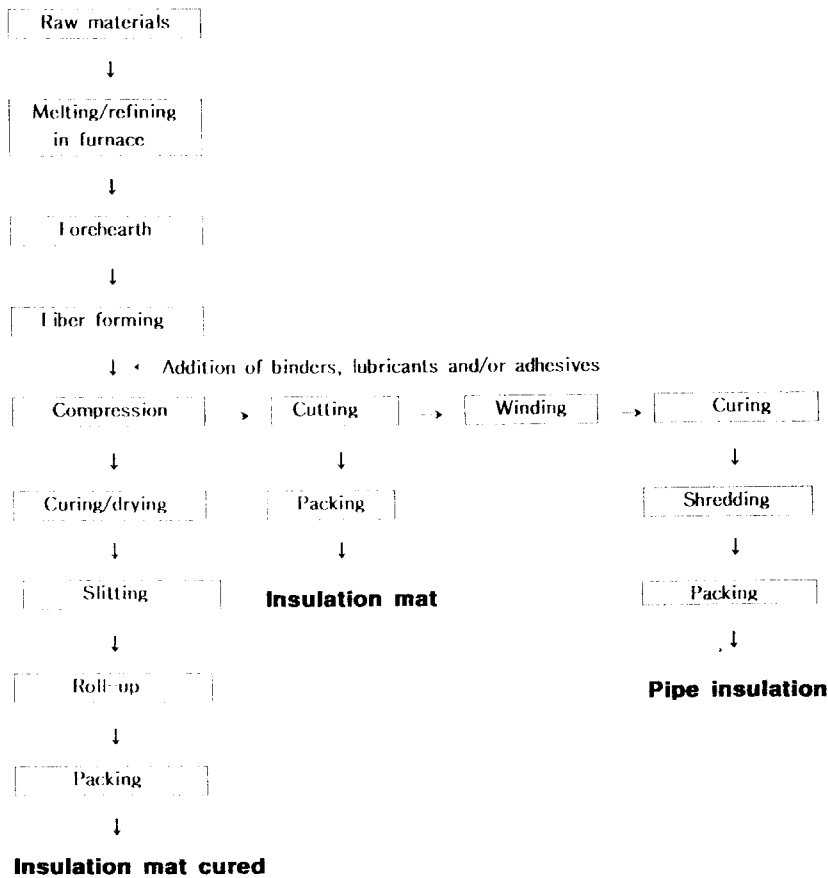 Raw materials
↓
Melting/refining
in furnace
↓
Forehearth
↓
Fiber forming
↓ Addition of binders, lubricants and/or adhesives
Compression → Cutting → Winding → Curing
↓ ↓ ↓
Curing/drying Packing Shredding
↓ ↓ ↓
Slitting Insulation mat Packing
↓ ↓
Roll-up Pipe insulation
↓
Packing
↓
Insulation mat cured